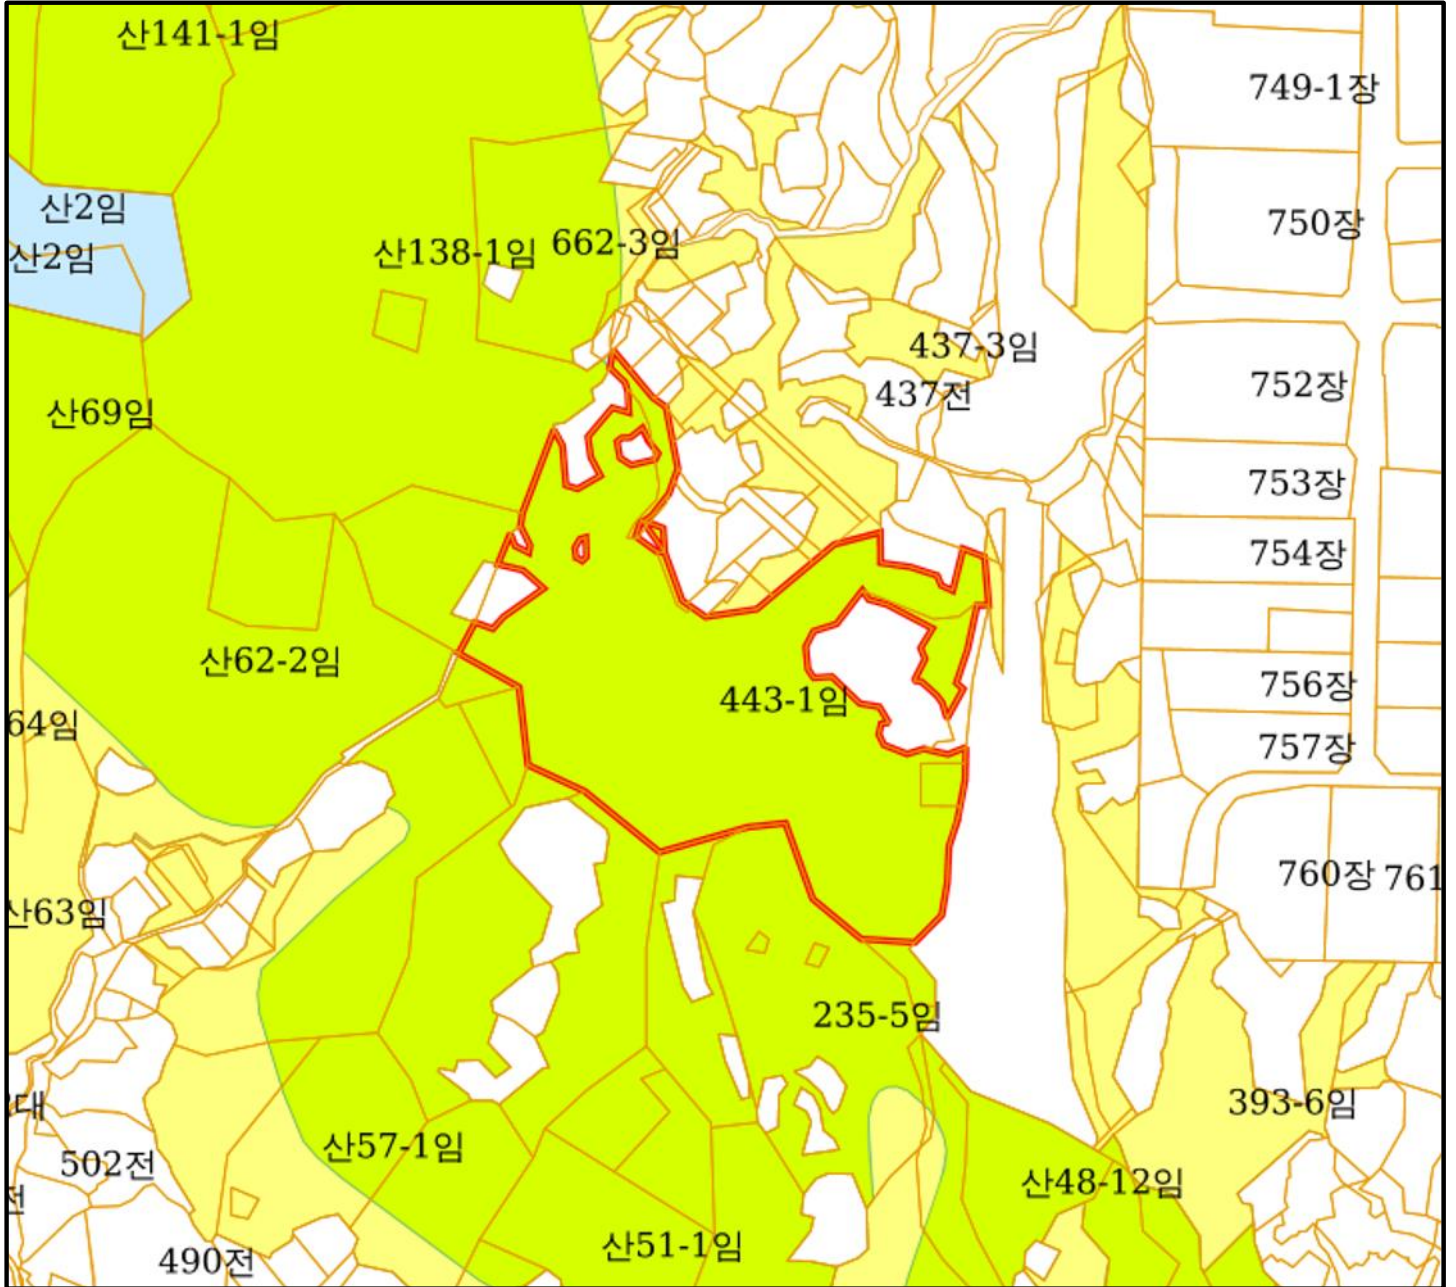 산141-1임
749-1장
산2임
750장
산138-1임
662-3임
산2임
437-3임
752장
437전
산69임
753장
754장
산62-2임
756장
443-1임
64임
757장
760장
761
산63임
235-5임
대
393-6임
산57-1임
502전
산48-12임
전
산51-1임
490전